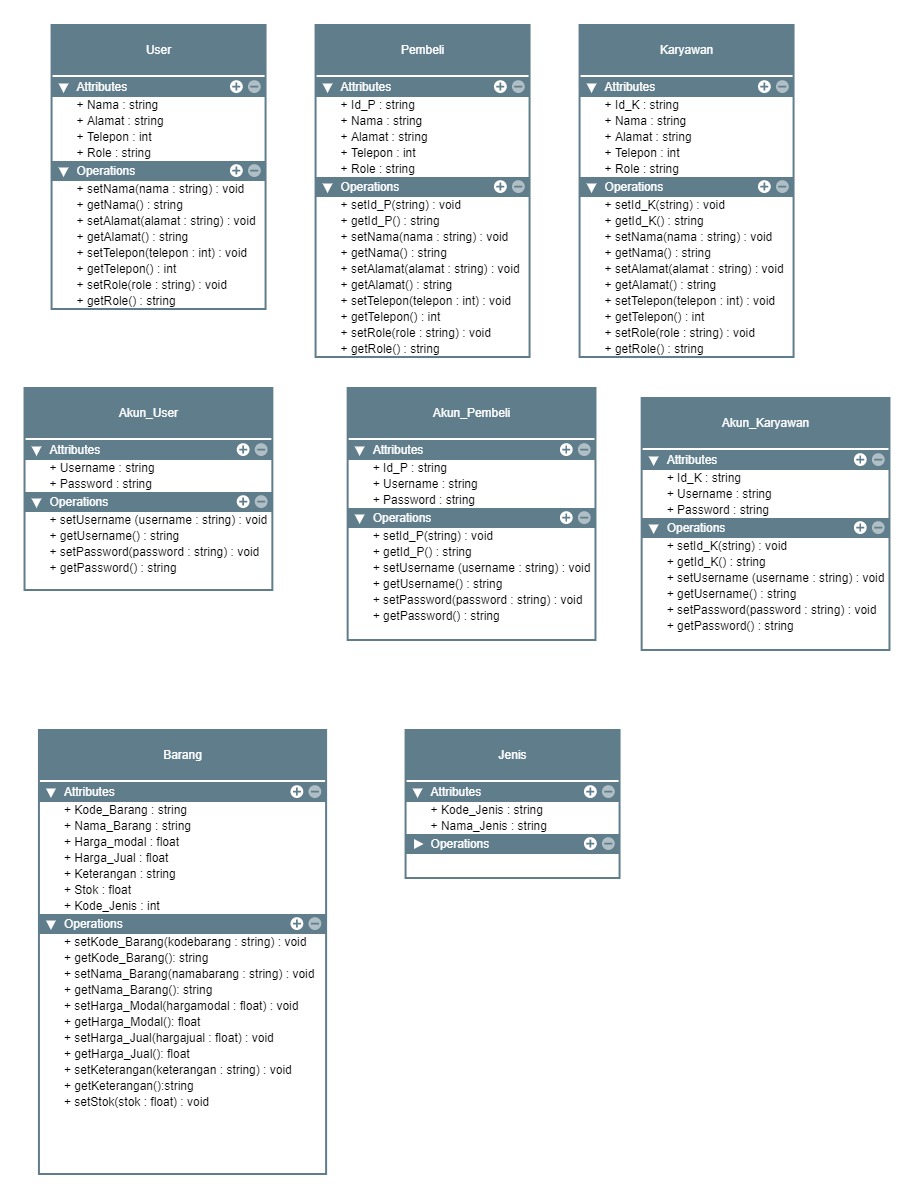 User
Attributes
+ Nama : string
+ Alamat : string
+ Telepon : int
+ Role : string
Operations
+ setNama(nama : string) : void
+ getNama() : string
+ setAlamat(alamat : string) : void
+ getAlamat() : string
+ setTelepon(telepon : int) : void
+ getTelepon() : int
+ setRole(role : string) : void
+ getRole() : string
Pembeli
Attributes
+ Id_P : string
+ Nama : string
+ Alamat : string
+ Telepon : int
+ Role : string
Operations
+ setId_P(string) : void
+ getId_P() : string
+ setNama(nama : string) : void
+ getNama() : string
+ setAlamat(alamat : string) : void
+ getAlamat() : string
+ setTelepon(telepon : int) : void
+ getTelepon() : int
+ setRole(role : string) : void
+ getRole() : string
Karyawan
Attributes
+ Id_K : string
+ Nama : string
+ Alamat : string
+ Telepon : int
+ Role : string
Operations
+ setId_K(string) : void
+ getId_K() : string
+ setNama(nama : string) : void
+ getNama() : string
+ setAlamat(alamat : string) : void
+ getAlamat() : string
+ setTelepon(telepon : int) : void
+ getTelepon() : int
+ setRole(role : string) : void
+ getRole() : string
Akun_User
Attributes
+ Username : string
+ Password : string
Operations
+ setUsername (username : string) : void
+ getUsername() : string
+ setPassword(password : string) : void
+ getPassword() : string
Akun_Pembeli
Attributes
+ Id_P : string
+ Username : string
+ Password : string
Operations
+ setId_P(string) : void
+ getId_P() : string
+ setUsername (username : string) : void
+ getUsername() : string
+ setPassword(password : string) : void
+ getPassword() : string
Akun_Karyawan
Attributes
+ Id_K : string
+ Username : string
+ Password : string
Operations
+ setId_K(string) : void
+ getId_K() : string
+ setUsername (username : string) : void
+ getUsername() : string
+ setPassword(password : string) : void
+ getPassword() : string
Barang
Attributes
+ Kode_Barang : string
+ Nama_Barang : string
+ Harga_modal : float
+ Harga_Jual : float
+ Keterangan : string
+ Stok : float
+ Kode_Jenis : int
Operations
+ setKode_Barang(kodebarang : string) : void
+ getKode_Barang(): string
+ setNama_Barang(namabarang : string) : void
+ getNama_Barang(): string
+ setHarga_Modal(hargamodal : float) : void
+ getHarga_Modal(): float
+ setHarga_Jual(hargajual : float) : void
+ getHarga_Jual(): float
+ setKeterangan(keterangan : string) : void
+ getKeterangan():string
+ setStok(stok : float) : void
Jenis
Attributes
+ Kode_Jenis : string
+ Nama_Jenis : string
Operations